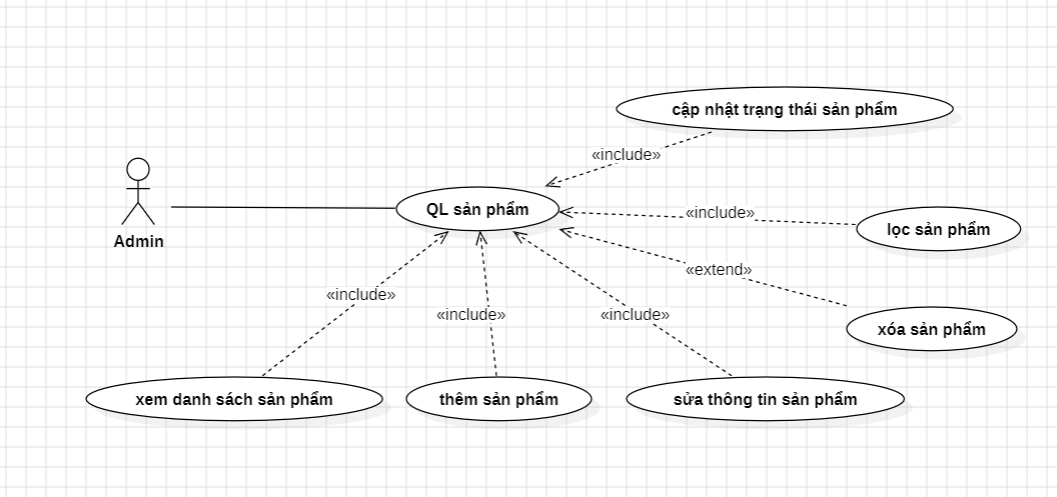 cập nhật trạng thái sản phẩm
«include»
QL sản phẩm
«include»
lọc sản phẩm
Admin
«extend»
«include»
«include»
«include»
xóa sản phẩm
xem danh sách sản phẩm
thêm sản phẩm
sửa thông tin sản phẩm